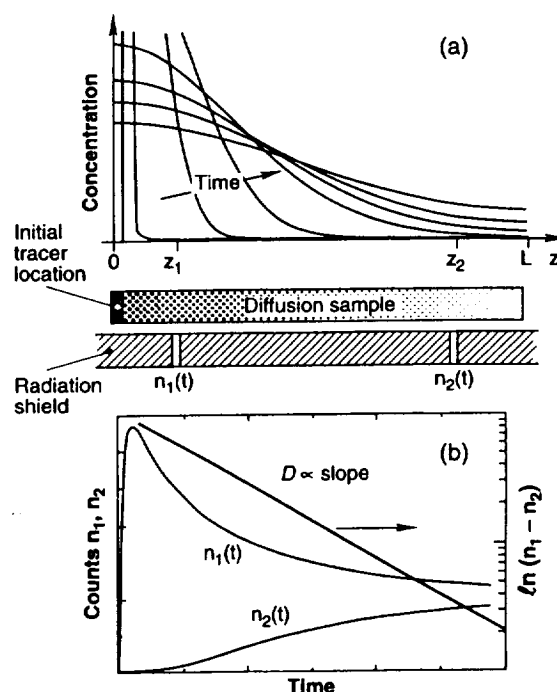 (a)
Concentration
Time
Initial
tracer
location
0
z1
z2
L
z
Diffusion sample
Radiation
shield
n1(t)
n2(t)
(b)
D ∝ slope
Counts n1, n2
n1(t)
n2(t)
ℓn (n1 − n2)
Time